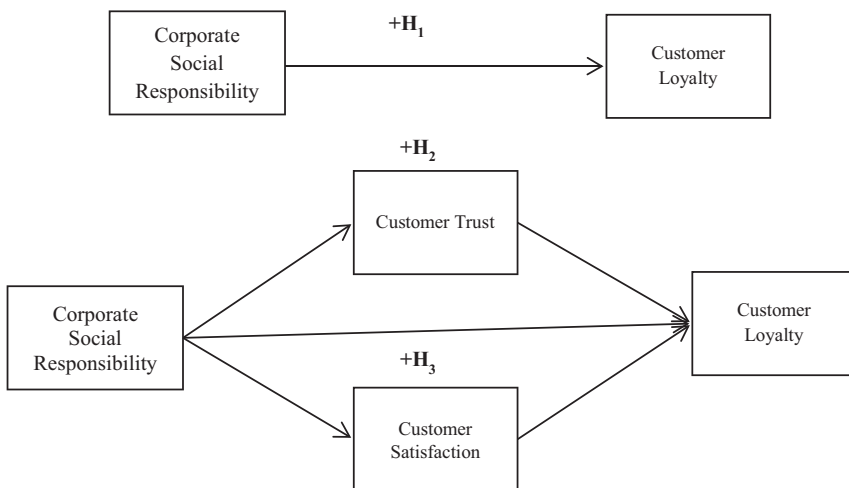 +H₁
Corporate
Social
Responsibility
Customer
Loyalty
+H₂
Customer Trust
Corporate
Social
Responsibility
Customer
Loyalty
+H₃
Customer
Satisfaction